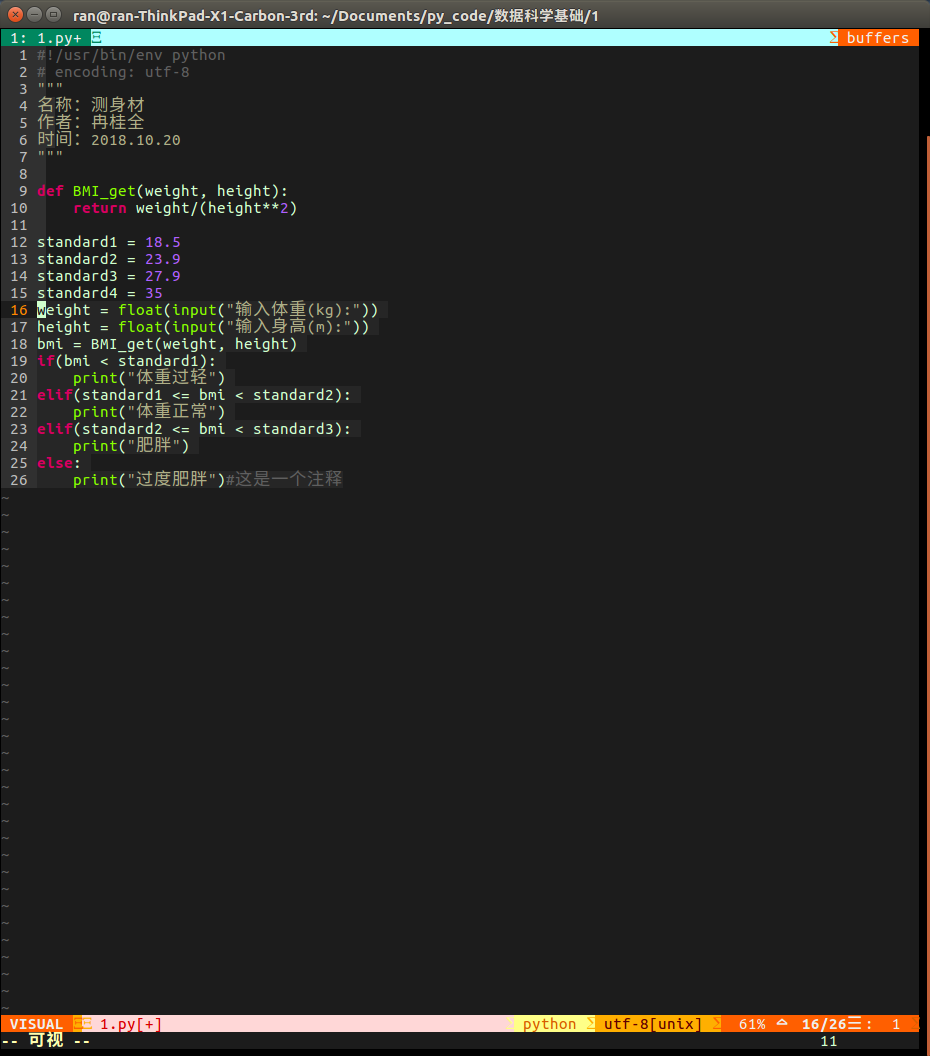 ran@ran-ThinkPad-X1-Carbon-3rd: ~/Documents/py_code/数据科学基础/1
1: 1.py+ Ξ Σ buffers
1 #!/usr/bin/env python
2 # encoding: utf-8
3 """
4 名称: 测身材
5 作者: 冉桂全
6 时间: 2018.10.20
7 """
8
9 def BMI_get(weight, height):
10     return weight/(height**2)
11
12 standard1 = 18.5
13 standard2 = 23.9
14 standard3 = 27.9
15 standard4 = 35
16 weight = float(input("输入体重(kg):"))
17 height = float(input("输入身高(m):"))
18 bmi = BMI_get(weight, height)
19 if(bmi < standard1):
20     print("体重过轻")
21 elif(standard1 <= bmi < standard2):
22     print("体重正常")
23 elif(standard2 <= bmi < standard3):
24     print("肥胖")
25 else:
26     print("过度肥胖")#这是一个注释
VISUAL ΞΞ 1.py[+] Σ python Σ utf-8[unix] Σ 61% 16/26☰: 1
-- 可视 -- 11